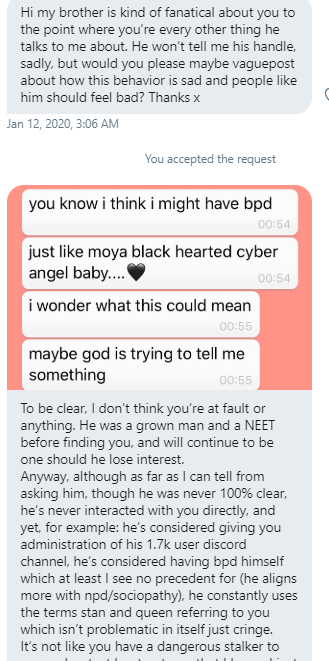 Hi my brother is kind of fanatical about you to
the point where you're every other thing he
talks to me about. He won't tell me his handle,
sadly, but would you please maybe vaguepost
about how this behavior is sad and people like
him should feel bad? Thanks x
Jan 12, 2020, 3:06 AM
You accepted the request
you know i think i might have bpd
00:54
just like moya black hearted cyber
angel baby....🖤
00:54
i wonder what this could mean
00:55
maybe god is trying to tell me
something
00:55
To be clear, I don't think you're at fault or
anything. He was a grown man and a NEET
before finding you, and will continue to be
one should he lose interest.
Anyway, although as far as I can tell from
asking him, though he was never 100% clear,
he's never interacted with you directly, and
yet, for example: he's considered giving you
administration of his 1.7k user discord
channel, he's considered having bpd himself
which at least I see no precedent for (he aligns
more with npd/sociopathy), he constantly uses
the terms stan and queen referring to you
which isn't problematic in itself just cringe.
It's not like you have a dangerous stalker to